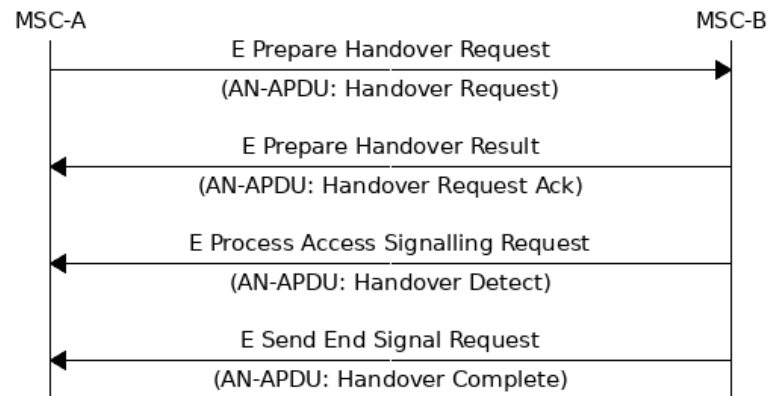 MSC-A MSC-B
E Prepare Handover Request
(AN-APDU: Handover Request)
E Prepare Handover Result
(AN-APDU: Handover Request Ack)
E Process Access Signalling Request
(AN-APDU: Handover Detect)
E Send End Signal Request
(AN-APDU: Handover Complete)